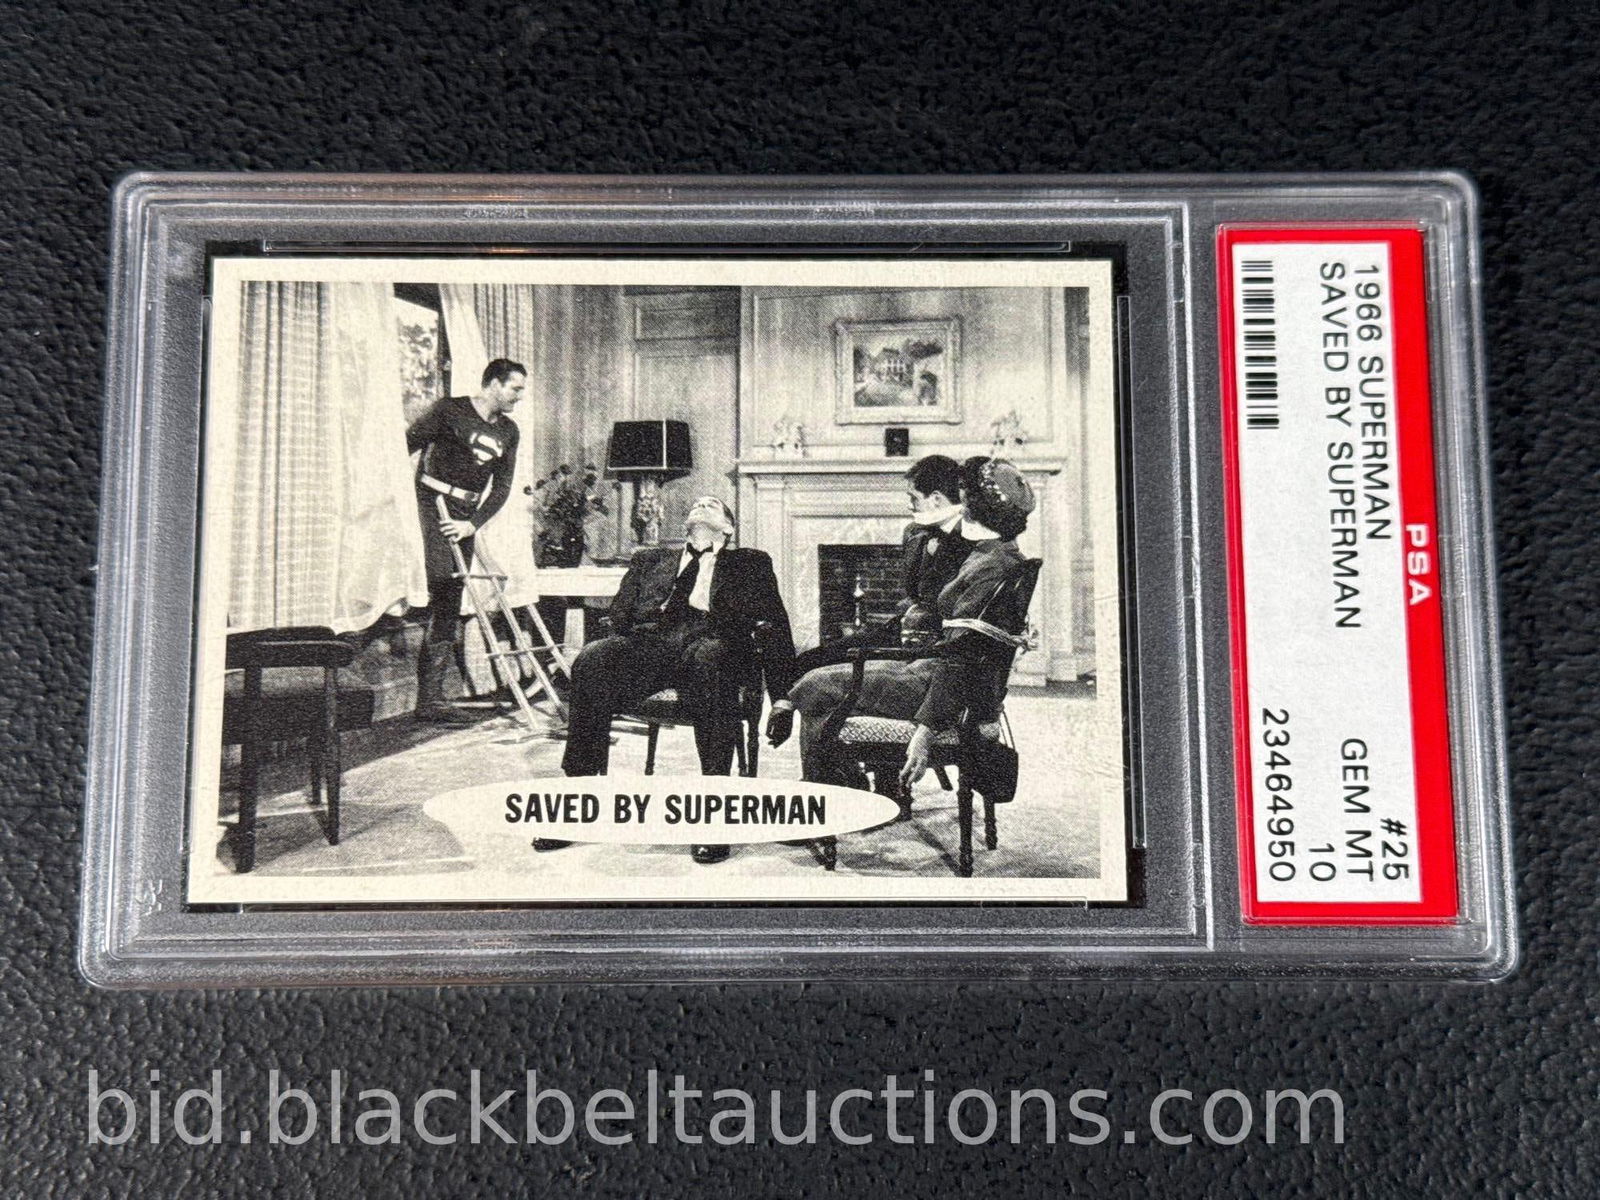 SAVED BY SUPERMAN
1966 SUPERMAN #25
SAVED BY SUPERMAN GEM MT
10
23464950
PSA
bid.blackbeltauctions.com